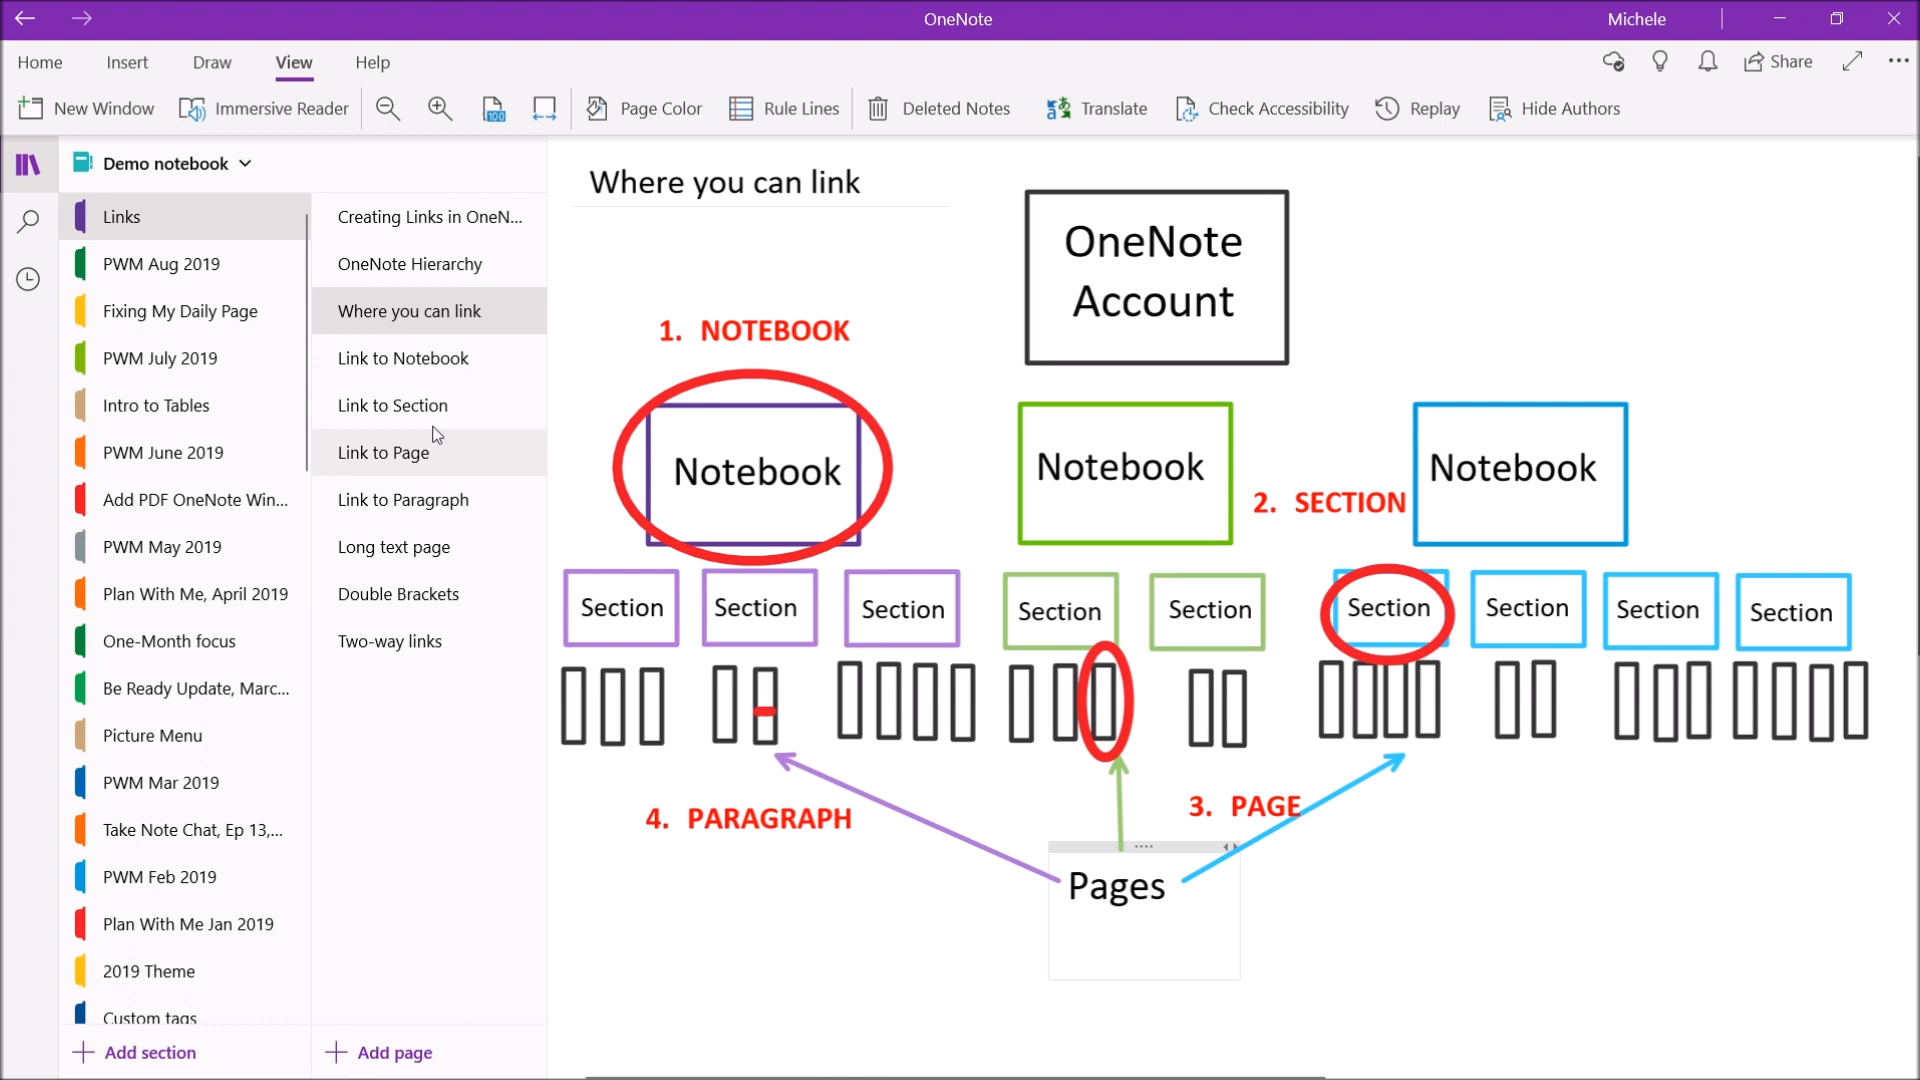 OneNote
Michele
Home
Insert
Draw
View
Help
Share
New Window
Immersive Reader
100
Page Color
Rule Lines
Deleted Notes
Translate
Check Accessibility
Replay
Hide Authors
Demo notebook
Links
PWM Aug 2019
Fixing My Daily Page
PWM July 2019
Intro to Tables
PWM June 2019
Add PDF OneNote Win...
PWM May 2019
Plan With Me, April 2019
One-Month focus
Be Ready Update, Marc...
Picture Menu
PWM Mar 2019
Take Note Chat, Ep 13,...
PWM Feb 2019
Plan With Me Jan 2019
2019 Theme
Custom tags
Add section
Creating Links in OneN...
OneNote Hierarchy
Where you can link
Link to Notebook
Link to Section
Link to Page
Link to Paragraph
Long text page
Double Brackets
Two-way links
Add page
Where you can link
OneNote
Account
1. NOTEBOOK
Notebook
Notebook
2. SECTION
Notebook
Section
Section
Section
Section
Section
Section
Section
Section
Section
4. PARAGRAPH
3. PAGE
Pages